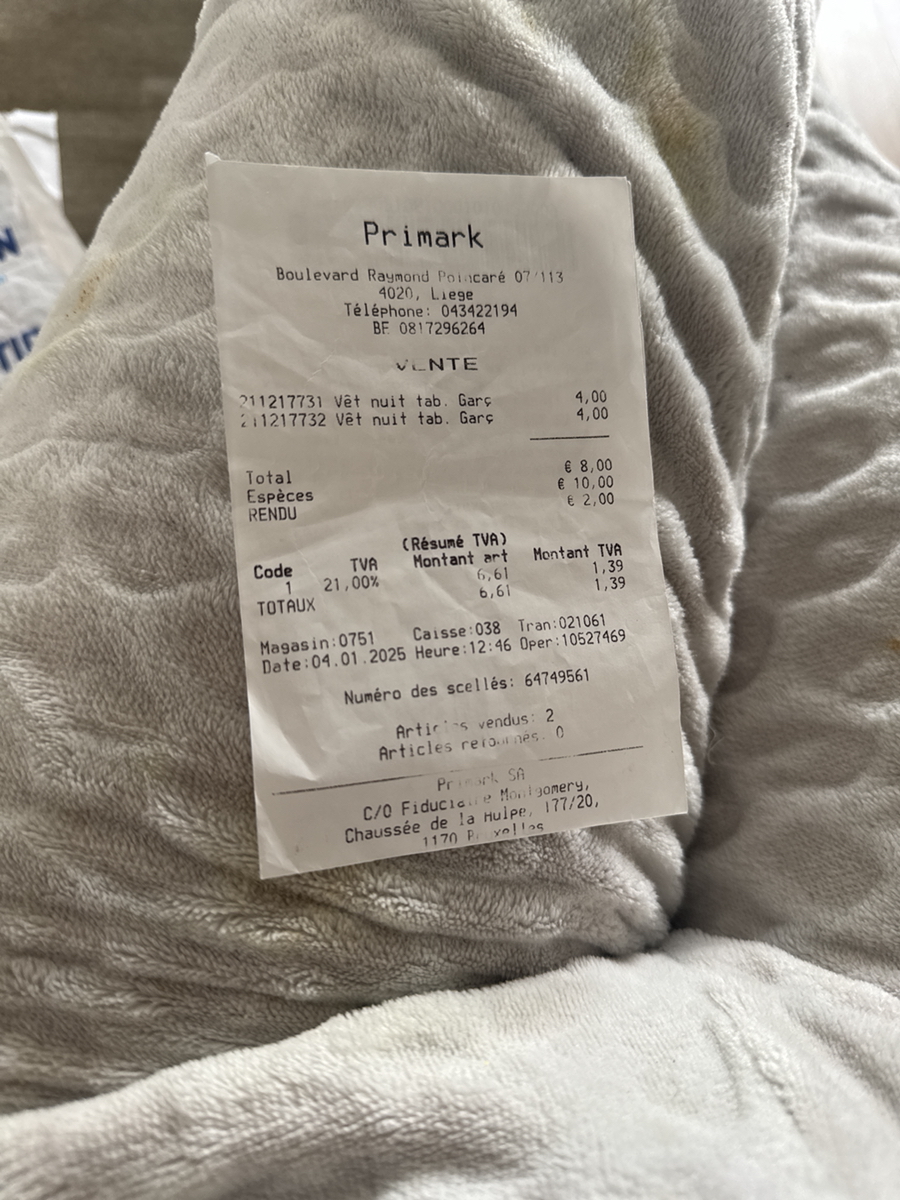 Primark
Boulevard Raymond Poincaré 07/113
4020, Liege
Téléphone: 043422194
BE 0817296264
VENTE
211217731 Vêt nuit tab. Garç 4,00
211217732 Vêt nuit tab. Garç 4,00
Total € 8,00
Espèces € 10,00
RENDU € 2,00
(Résumé TVA)
Code TVA Montant art Montant TVA
1 21,00% 6,61 1,39
TOTAUX 6,61 1,39
Magasin:0751 Caisse:038 Tran:021061
Date:04.01.2025 Heure:12:46 Oper:10527469
Numéro des scellés: 64749561
Articles vendus: 2
Articles retournés: 0
Primark SA
C/O Fiduciaire Montgomery,
Chaussée de la Hulpe, 177/20,
1170 Bruxelles